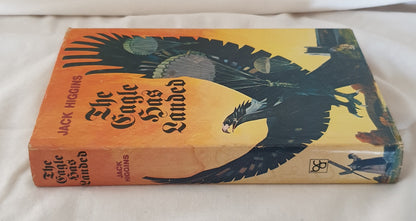 JACK HIGGINS
The
Eagle
Has
Landed
The
Eagle
Has
Landed
JACK
HIGGINS